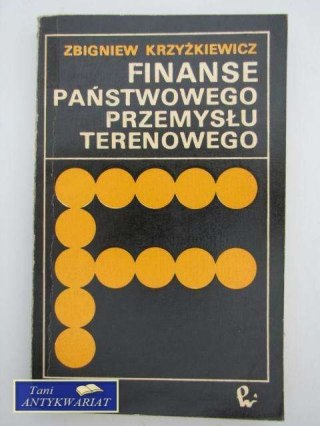 ZBIGNIEW KRZYŻKIEWICZ
FINANSE
PAŃSTWOWEGO
PRZEMYSŁU
TERENOWEGO
Tani
ANTYKWARIAT